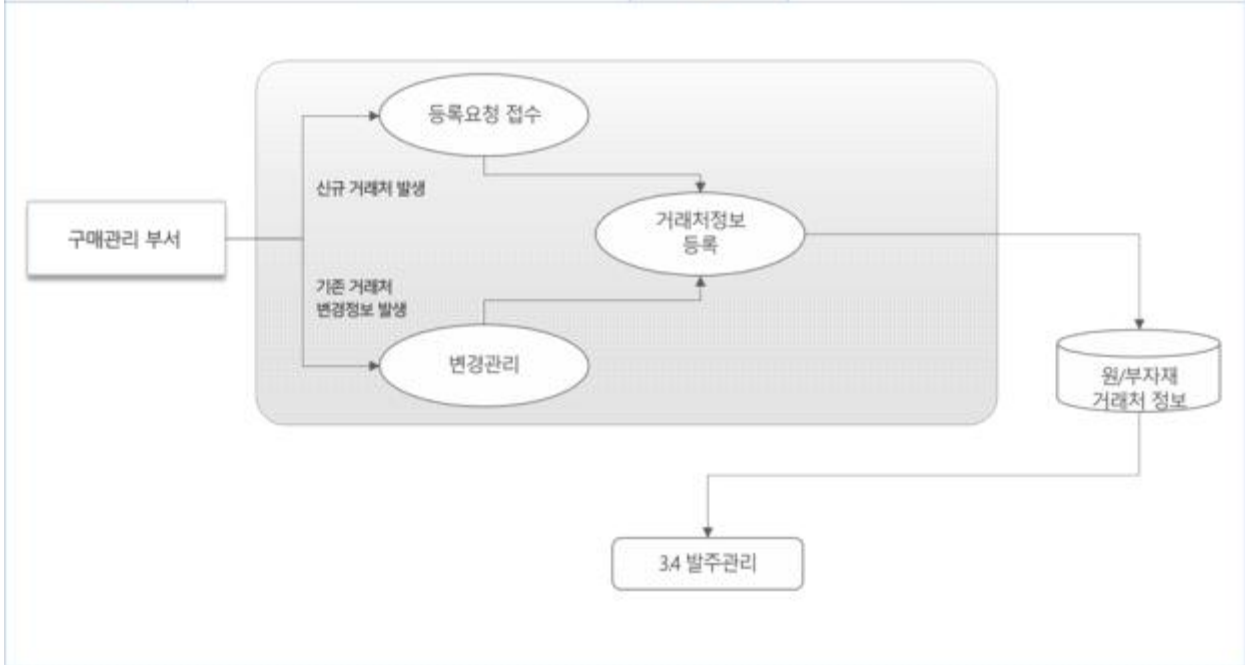 등록요청 접수
신규 거래처 발생
거래처정보
등록
구매관리 부서
기존 거래처
변경정보 발생
변경관리
원/부자재
거래처 정보
3.4 발주관리